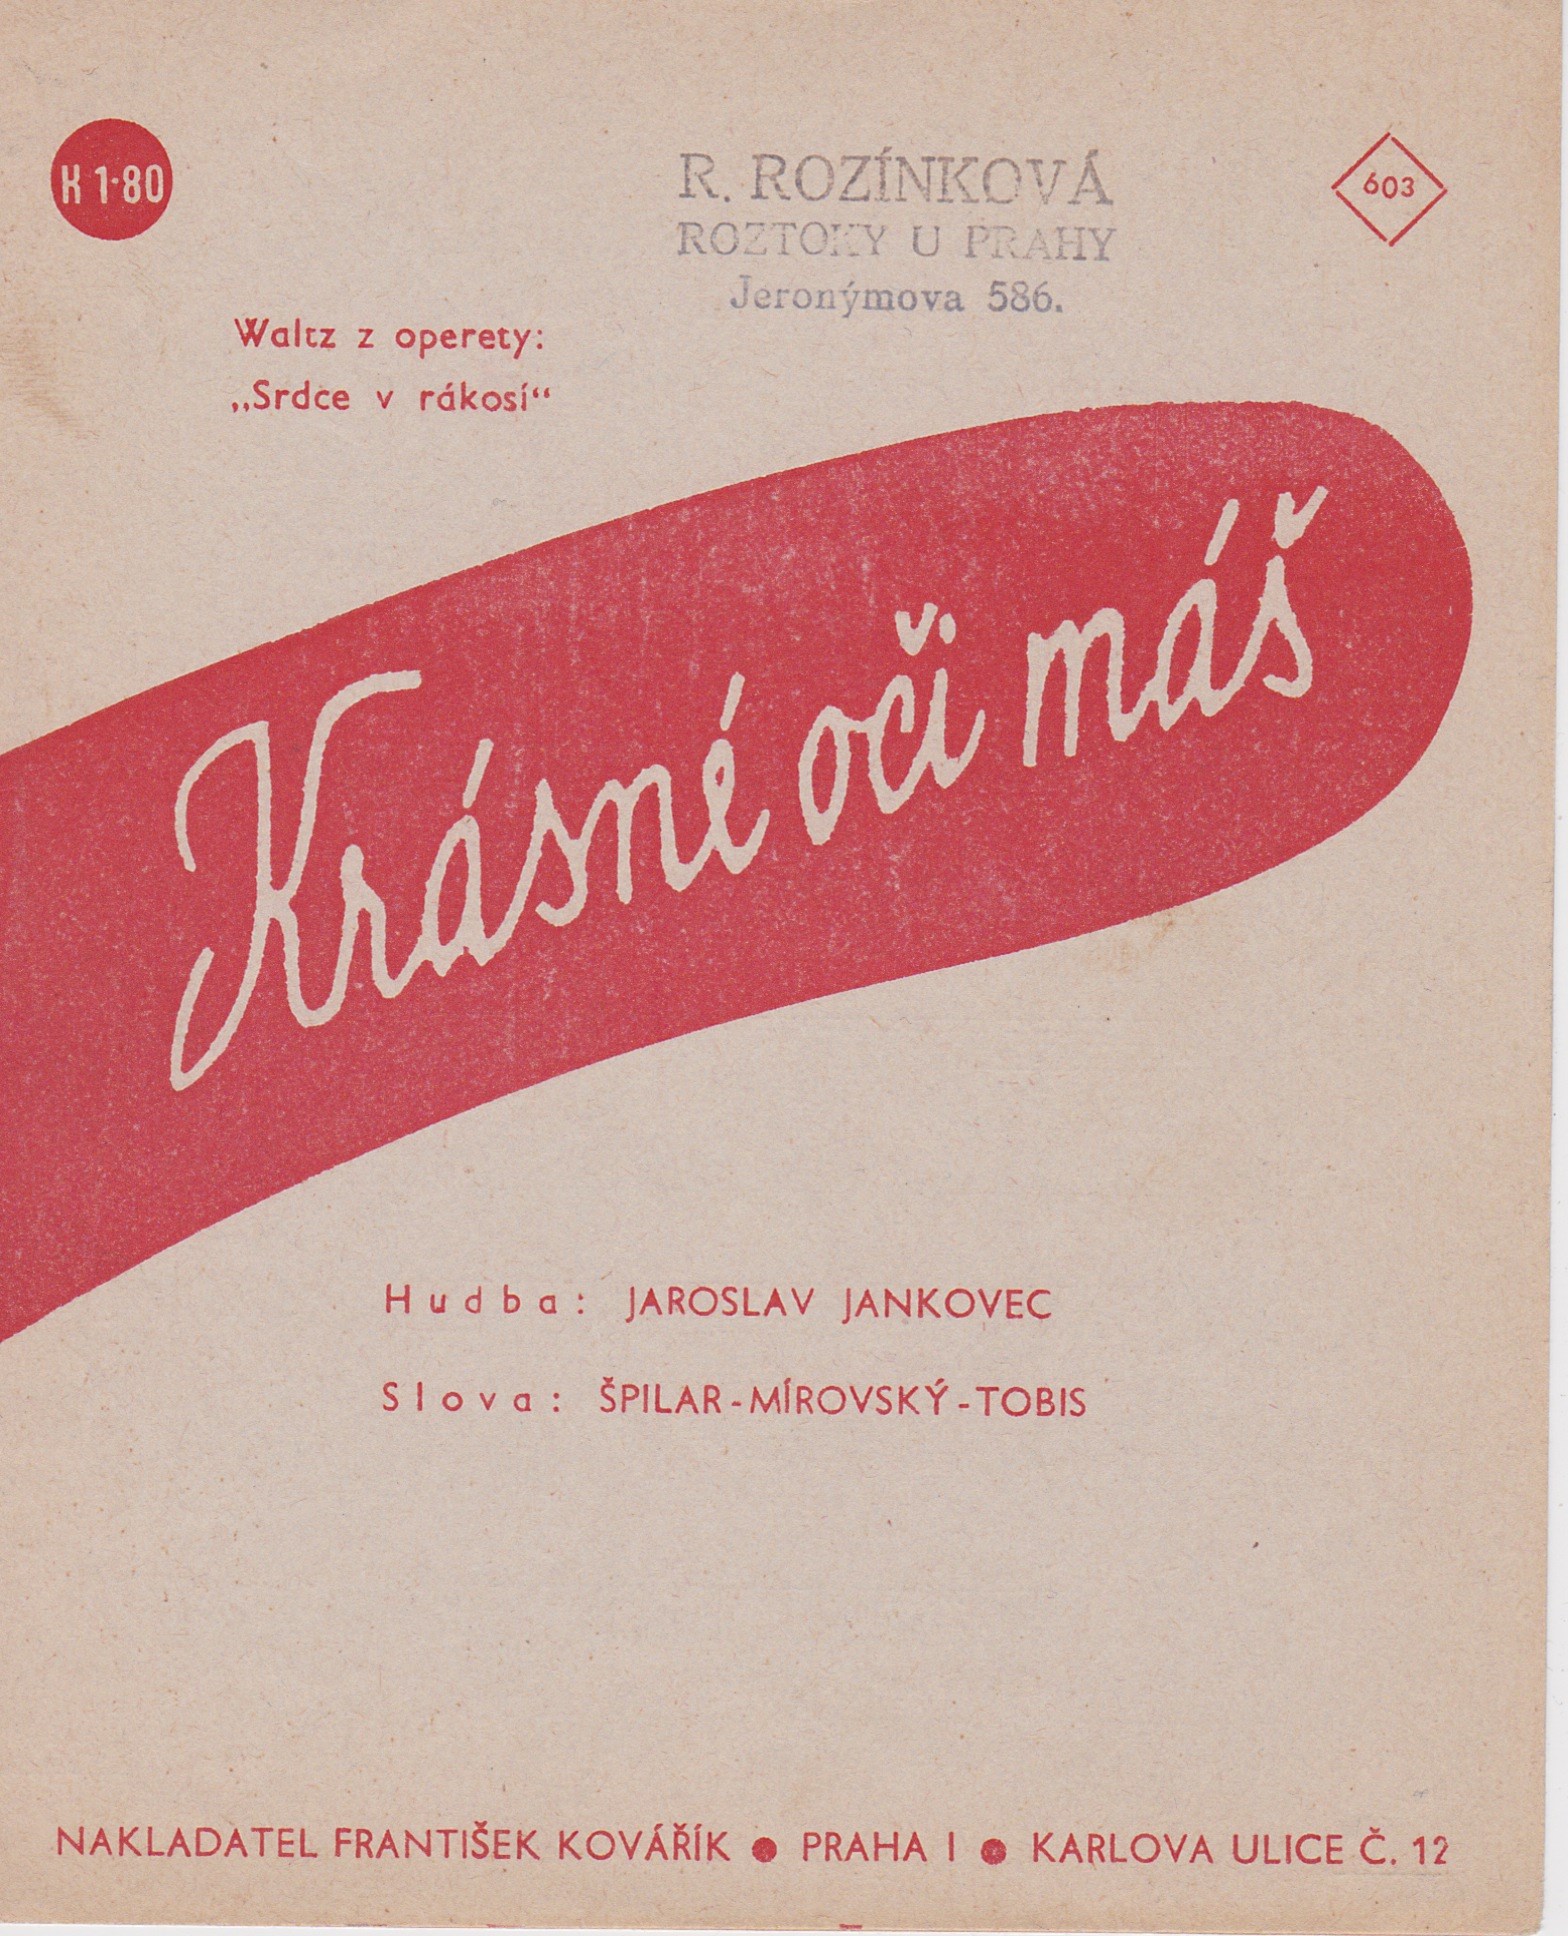 K 1·80
R. ROZÍNKOVÁ
ROZTOKY U PRAHY
Jeronýmova 586.
603
Waltz z operety:
„Srdce v rákosí“
Krásné oči máš
Hudba: JAROSLAV JANKOVEC
Slova: ŠPILAR-MÍROVSKÝ-TOBIS
NAKLADATEL FRANTIŠEK KOVÁŘÍK ● PRAHA I ● KARLOVA ULICE Č. 12